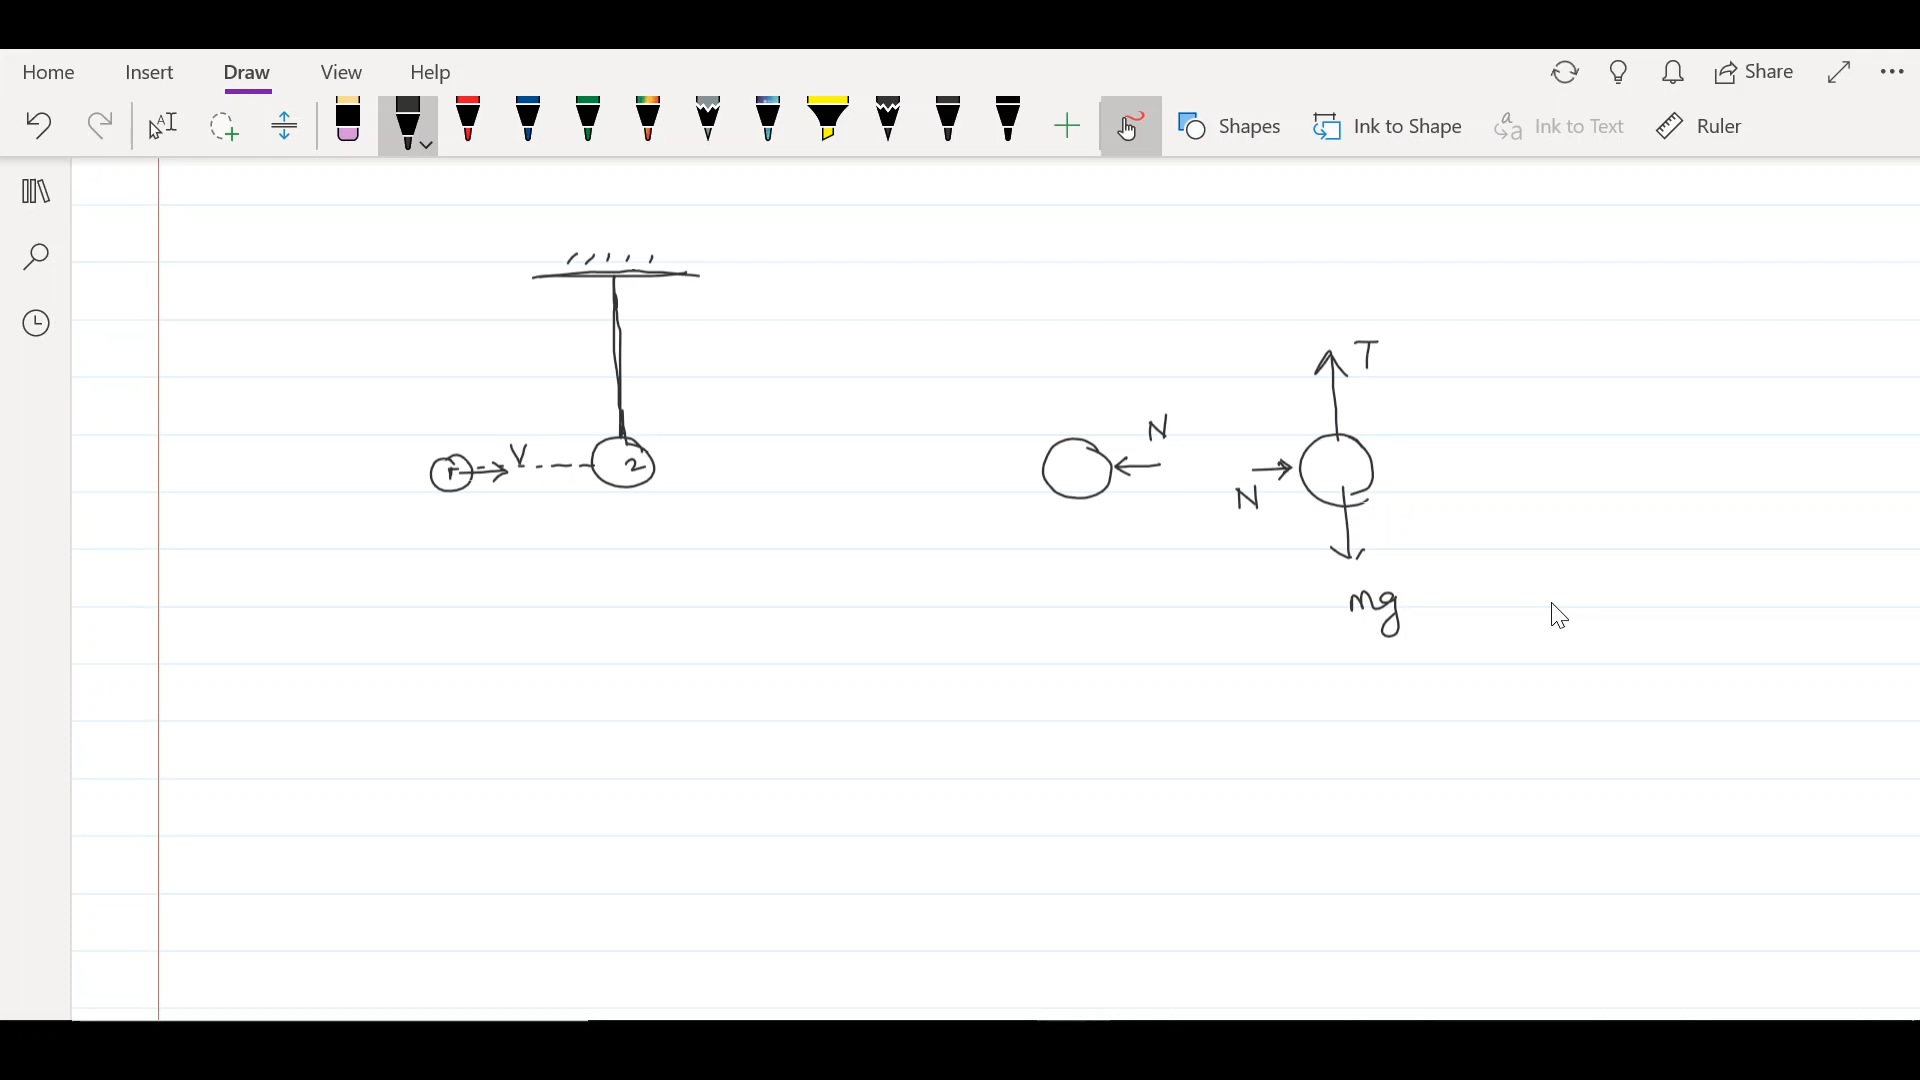 Home Insert Draw View Help Share
Shapes Ink to Shape Ink to Text Ruler
T
N
V
1 2
N
mg